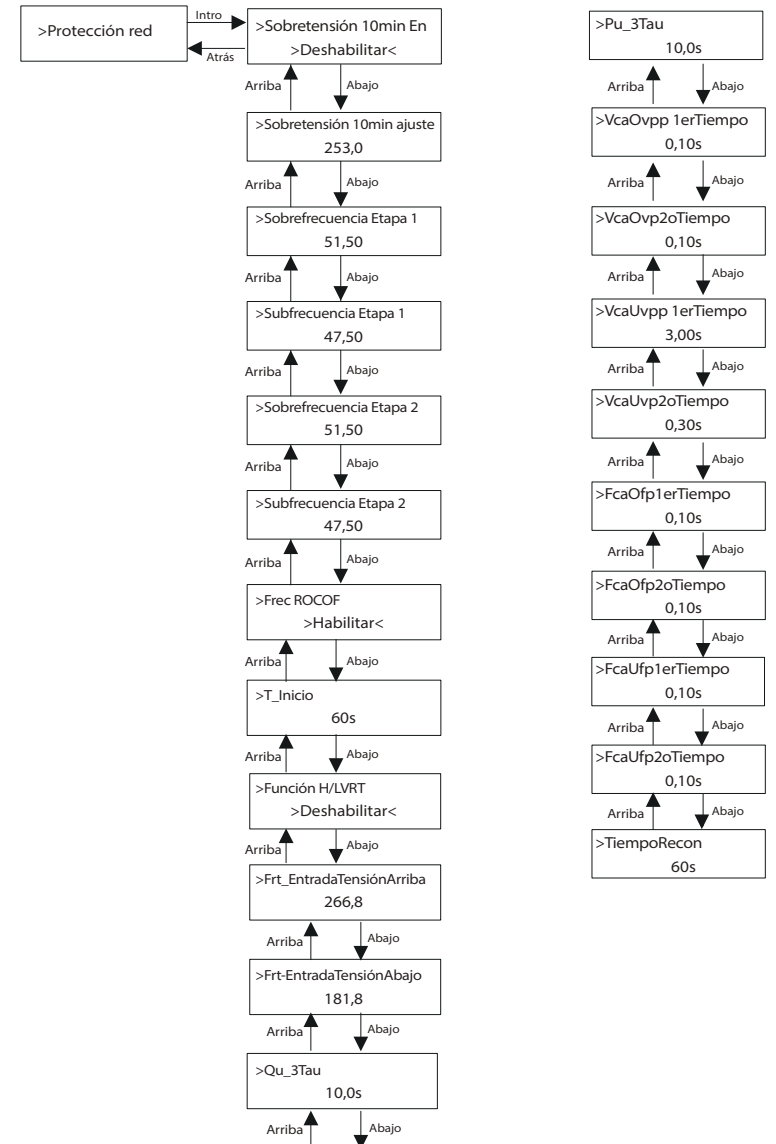 >Protección red
Intro
Atrás
>Sobretensión 10min En
>Deshabilitar<
Arriba
Abajo
>Sobretensión 10min ajuste
253,0
Arriba
Abajo
>Sobrefrecuencia Etapa 1
51,50
Arriba
Abajo
>Subfrecuencia Etapa 1
47,50
Arriba
Abajo
>Sobrefrecuencia Etapa 2
51,50
Arriba
Abajo
>Subfrecuencia Etapa 2
47,50
Arriba
Abajo
>Frec ROCOF
>Habilitar<
Arriba
Abajo
>T_Inicio
60s
Arriba
Abajo
>Función H/LVRT
>Deshabilitar<
Arriba
Abajo
>Frt_EntradaTensiónArriba
266,8
Arriba
Abajo
>Frt-EntradaTensiónAbajo
181,8
Arriba
Abajo
>Qu_3Tau
10,0s
Arriba
Abajo
>Pu_3Tau
10,0s
Arriba
Abajo
>VcaOvpp 1erTiempo
0,10s
Arriba
Abajo
>VcaOvp2oTiempo
0,10s
Arriba
Abajo
>VcaUvpp 1erTiempo
3,00s
Arriba
Abajo
>VcaUvp2oTiempo
0,30s
Arriba
Abajo
>FcaOfp1erTiempo
0,10s
Arriba
Abajo
>FcaOfp2oTiempo
0,10s
Arriba
Abajo
>FcaUfp1erTiempo
0,10s
Arriba
Abajo
>FcaUfp2oTiempo
0,10s
Arriba
Abajo
>TiempoRecon
60s